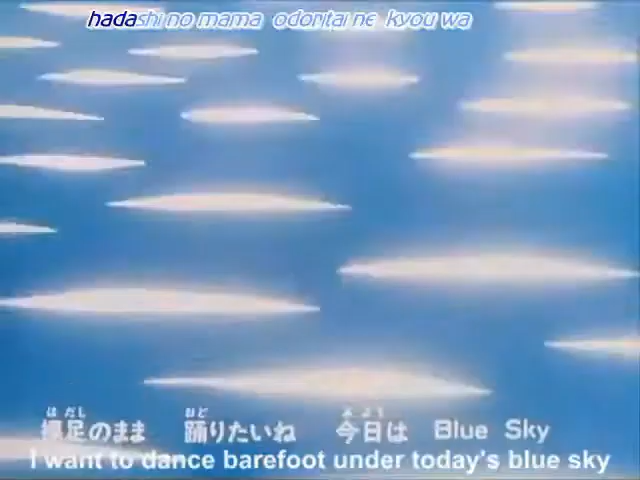 hadashi no mama odoritai ne kyou wa
はだし おど きょう
裸足のまま 踊りたいね 今日は Blue Sky
I want to dance barefoot under today's blue sky